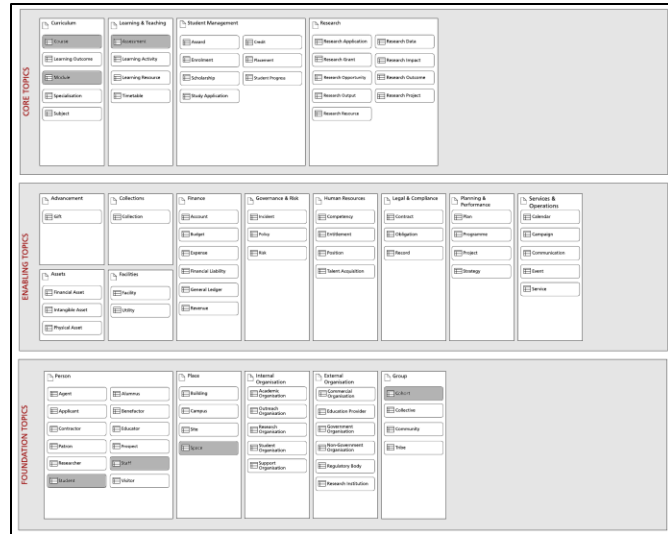 CORE TOPICS
Curriculum
Course
Learning Outcome
Module
Specialisation
Subject
Learning & Teaching
Assessment
Learning Activity
Learning Resource
Timetable
Student Management
Award
Credit
Enrolment
Placement
Scholarship
Student Progress
Study Application
Research
Research Application
Research Data
Research Grant
Research Impact
Research Opportunity
Research Outcome
Research Output
Research Project
Research Resource
ENABLING TOPICS
Advancement
Gift
Collections
Collection
Assets
Financial Asset
Intangible Asset
Physical Asset
Facilities
Facility
Utility
Finance
Account
Budget
Expense
Financial Liability
General Ledger
Revenue
Governance & Risk
Incident
Policy
Risk
Human Resources
Competency
Entitlement
Position
Talent Acquisition
Legal & Compliance
Contract
Obligation
Record
Planning &
Performance
Plan
Programme
Project
Strategy
Services &
Operations
Calendar
Campaign
Communication
Event
Service
FOUNDATION TOPICS
Person
Agent
Alumnus
Applicant
Benefactor
Contractor
Educator
Patron
Prospect
Researcher
Staff
Student
Visitor
Place
Building
Campus
Site
Space
Internal
Organisation
Academic
Organisation
Outreach
Organisation
Research
Organisation
Student
Organisation
Support
Organisation
External
Organisation
Commercial
Organisation
Education Provider
Government
Organisation
Non-Government
Organisation
Regulatory Body
Research Institution
Group
Cohort
Collective
Community
Tribe